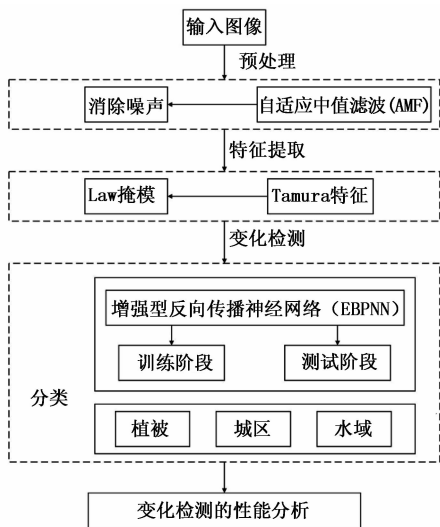 输入图像
预处理
消除噪声
自适应中值滤波(AMF)
特征提取
Law掩模
Tamura特征
变化检测
增强型反向传播神经网络（EBPNN）
训练阶段
测试阶段
分类
植被
城区
水域
变化检测的性能分析